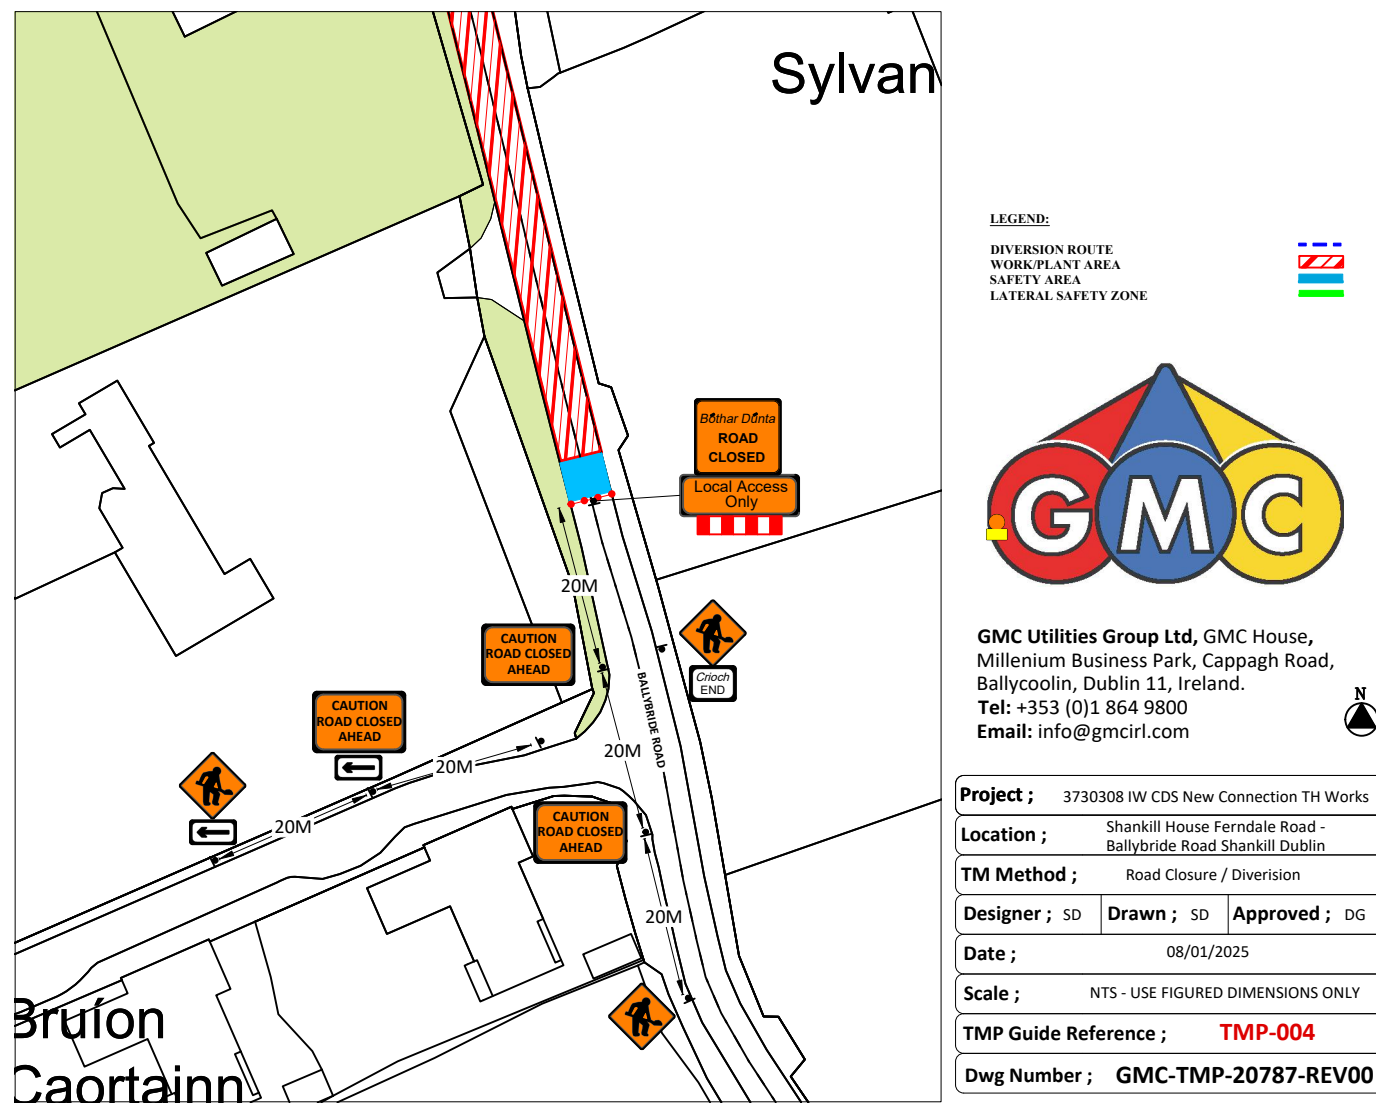 Sylvan
LEGEND:
DIVERSION ROUTE
WORK/PLANT AREA
SAFETY AREA
LATERAL SAFETY ZONE
Bóthar Dúnta
ROAD
CLOSED
Local Access
Only
GMC
20M
CAUTION
ROAD CLOSED
AHEAD
Críoch
END
BALLYBRIDE ROAD
CAUTION
ROAD CLOSED
AHEAD
20M
20M
20M
CAUTION
ROAD CLOSED
AHEAD
20M
Bruíon
Caortainn
GMC Utilities Group Ltd, GMC House,
Millenium Business Park, Cappagh Road,
Ballycoolin, Dublin 11, Ireland.
Tel: +353 (0)1 864 9800
Email: info@gmcirl.com
N
Project ; 3730308 IW CDS New Connection TH Works
Location ; Shankill House Ferndale Road -
Ballybride Road Shankill Dublin
TM Method ; Road Closure / Diverision
Designer ; SD Drawn ; SD Approved ; DG
Date ; 08/01/2025
Scale ; NTS - USE FIGURED DIMENSIONS ONLY
TMP Guide Reference ; TMP-004
Dwg Number ; GMC-TMP-20787-REV00